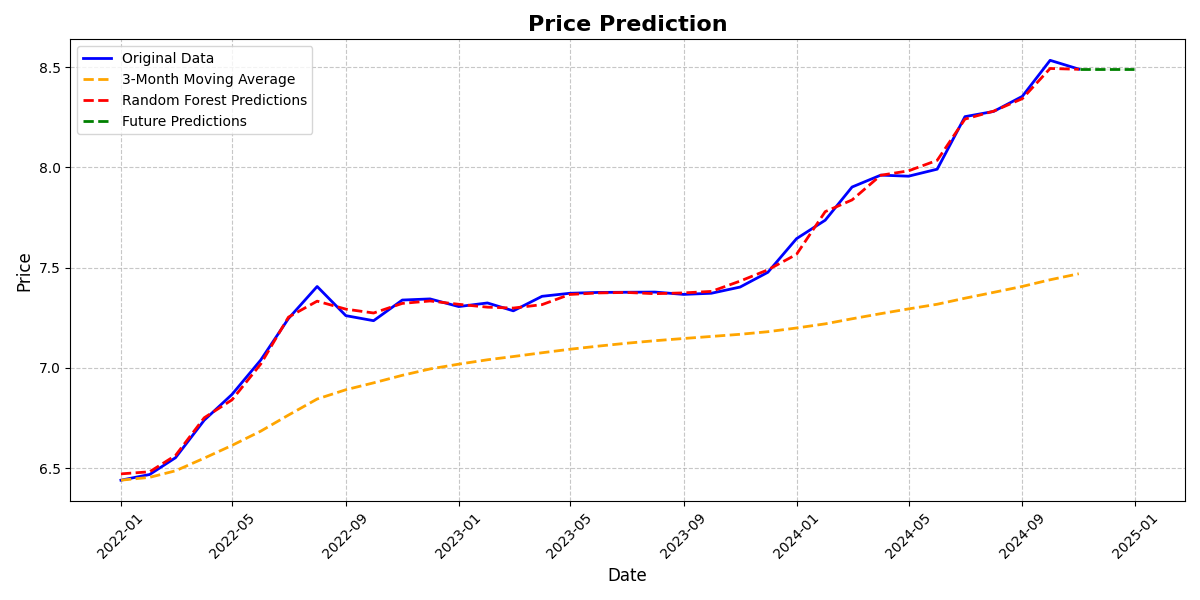 Price Prediction
Original Data
3-Month Moving Average
Random Forest Predictions
Future Predictions
8.5
8.0
7.5
7.0
6.5
Price
2022-01
2022-05
2022-09
2023-01
2023-05
2023-09
2024-01
2024-05
2024-09
2025-01
Date